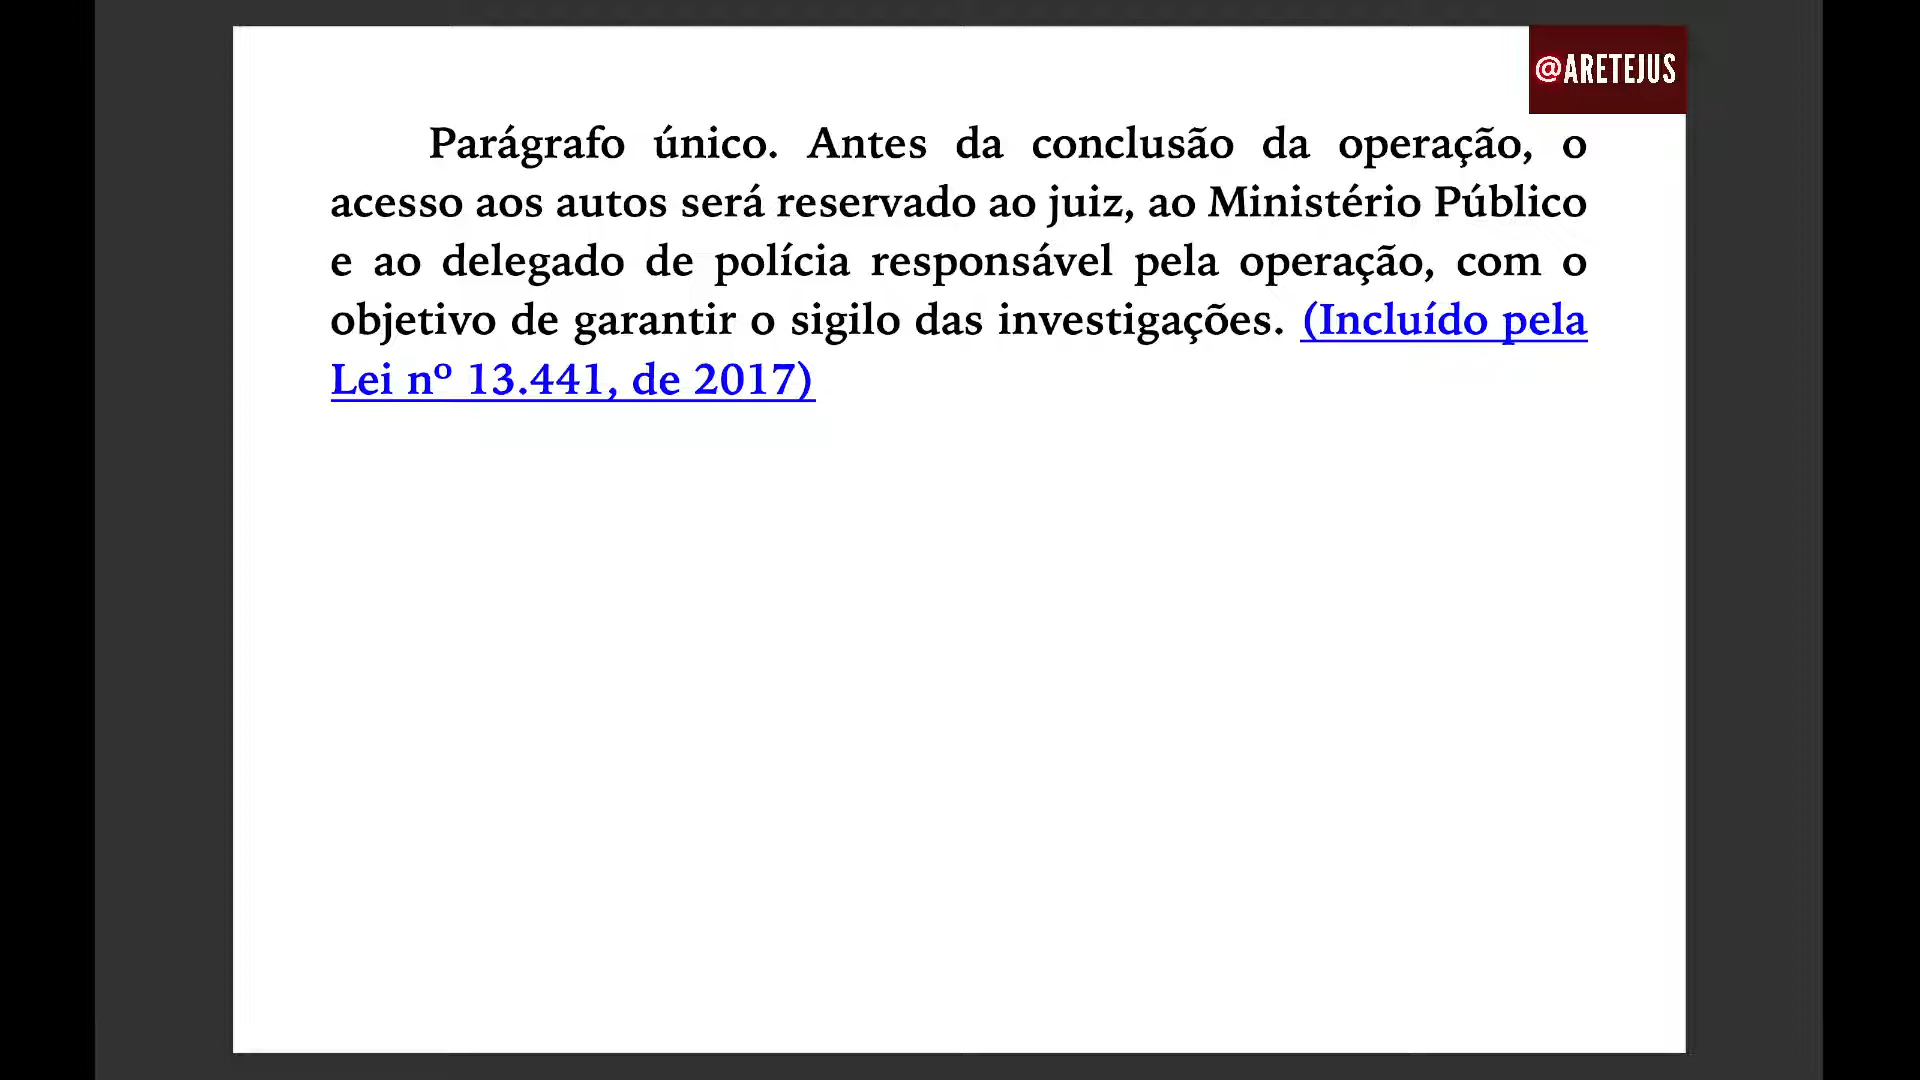 @ARETEJUS
Parágrafo único. Antes da conclusão da operação, o
acesso aos autos será reservado ao juiz, ao Ministério Público
e ao delegado de polícia responsável pela operação, com o
objetivo de garantir o sigilo das investigações. (Incluído pela
Lei nº 13.441, de 2017)